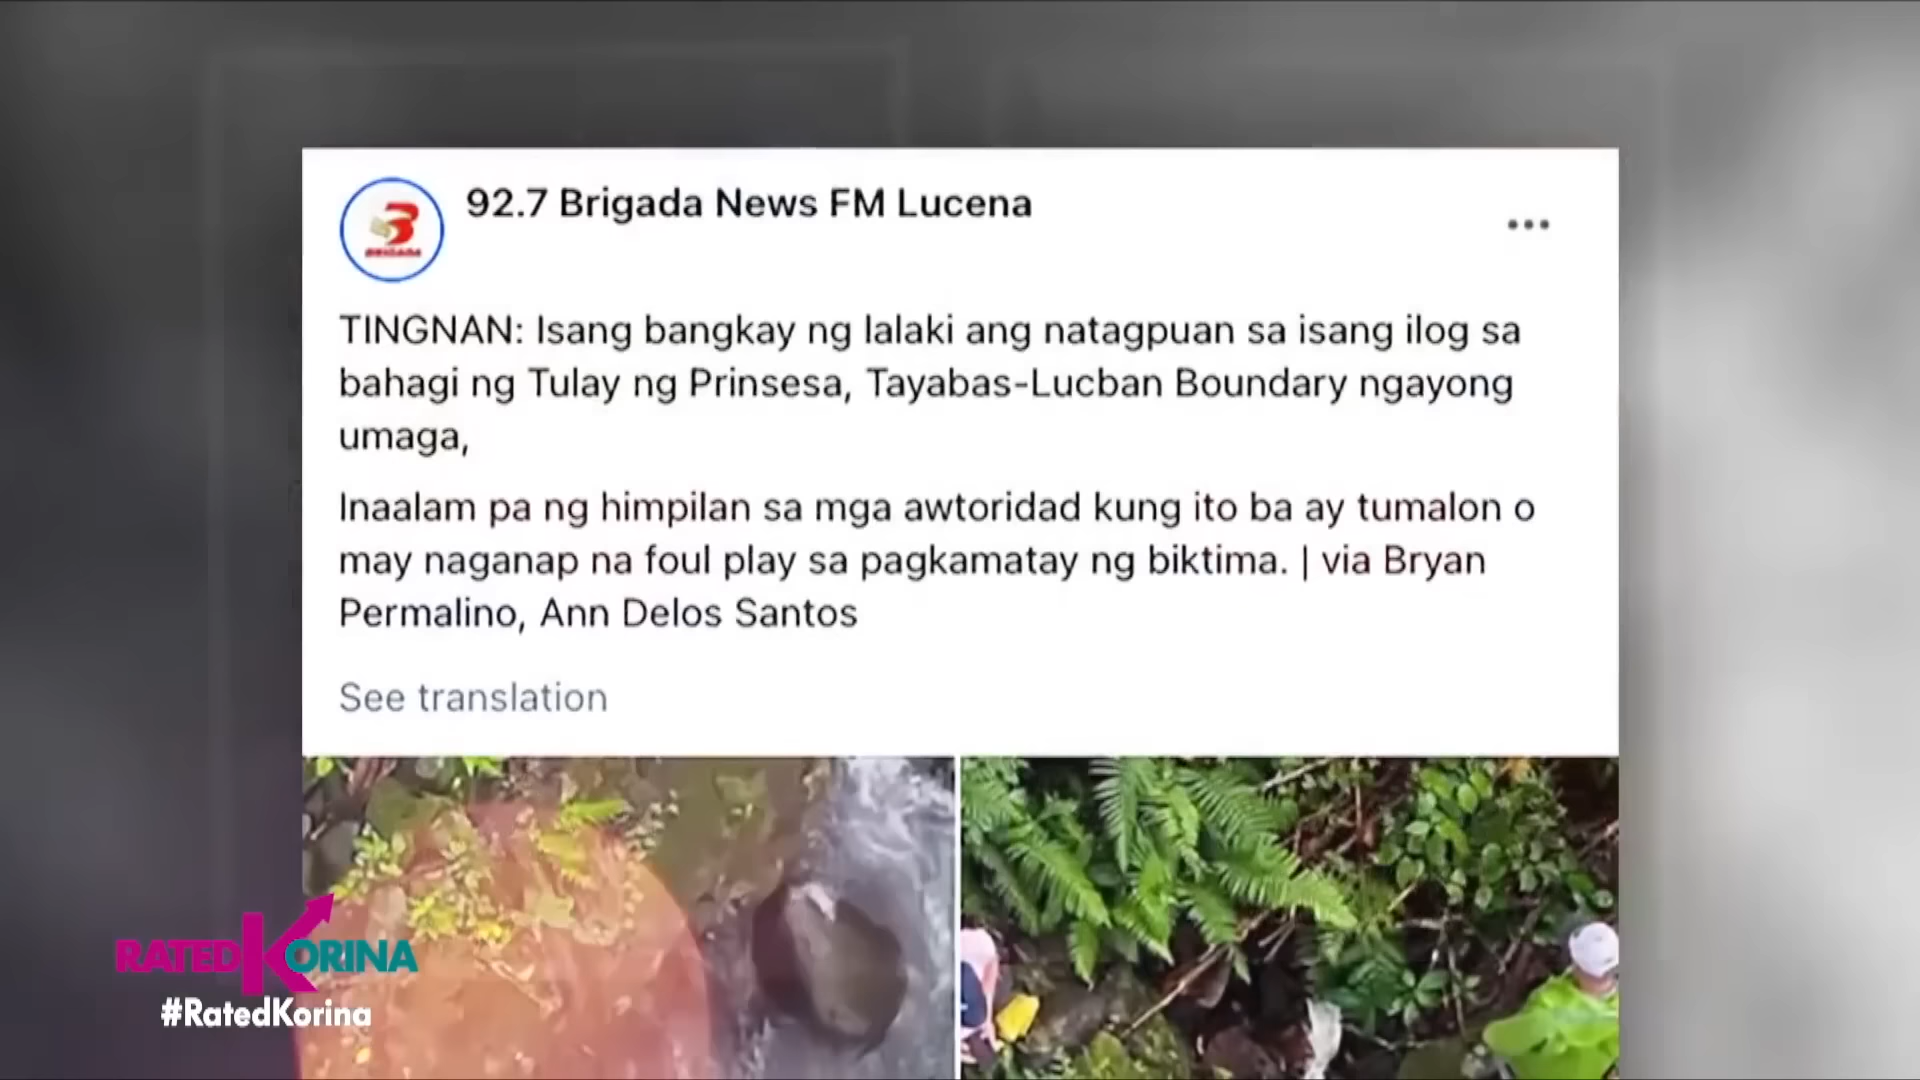 92.7 Brigada News FM Lucena
BRIGADA
TINGNAN: Isang bangkay ng lalaki ang natagpuan sa isang ilog sa
bahagi ng Tulay ng Prinsesa, Tayabas-Lucban Boundary ngayong
umaga,
Inaalam pa ng himpilan sa mga awtoridad kung ito ba ay tumalon o
may naganap na foul play sa pagkamatay ng biktima. | via Bryan
Permalino, Ann Delos Santos
See translation
RATED KORINA
#RatedKorina